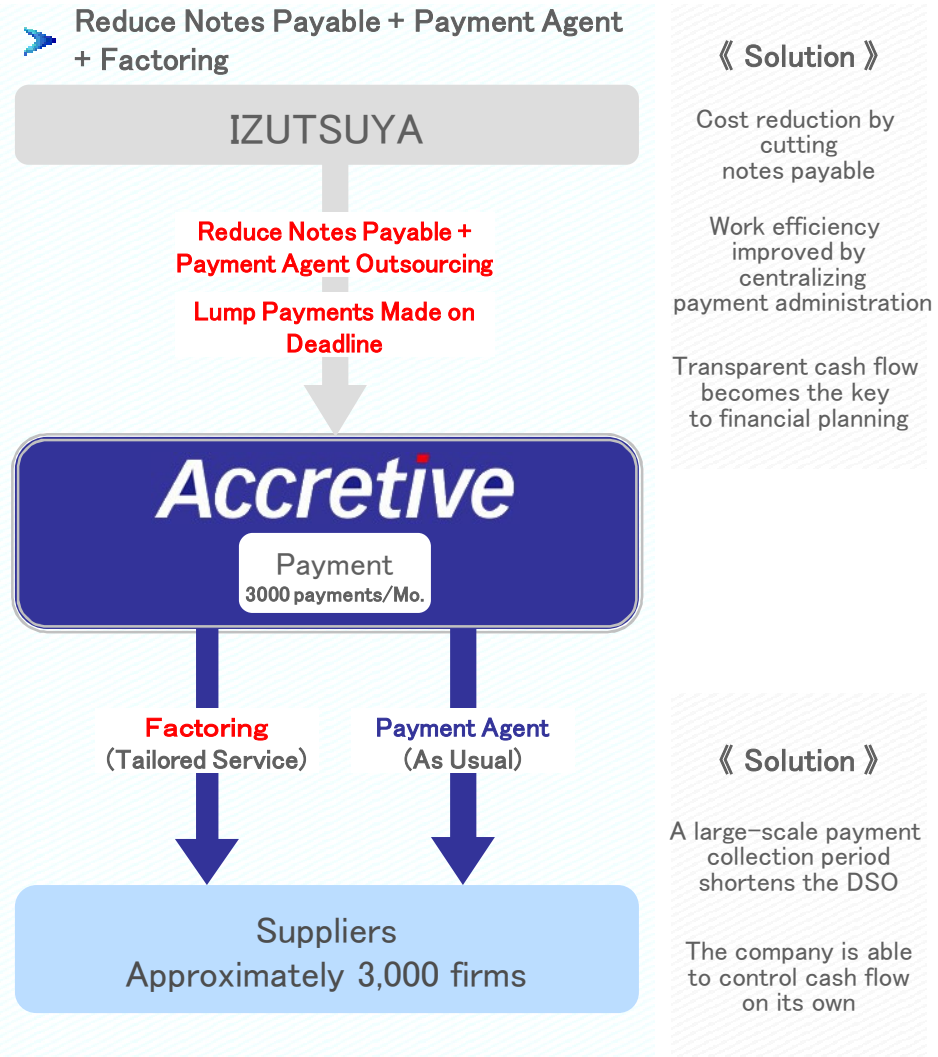 Reduce Notes Payable + Payment Agent
+ Factoring
IZUTSUYA
Reduce Notes Payable +
Payment Agent Outsourcing
Lump Payments Made on
Deadline
Accretive
Payment
3000 payments/Mo.
Factoring
(Tailored Service)
Payment Agent
(As Usual)
Suppliers
Approximately 3,000 firms
《 Solution 》
Cost reduction by
cutting
notes payable
Work efficiency
improved by
centralizing
payment administration
Transparent cash flow
becomes the key
to financial planning
《 Solution 》
A large-scale payment
collection period
shortens the DSO
The company is able
to control cash flow
on its own